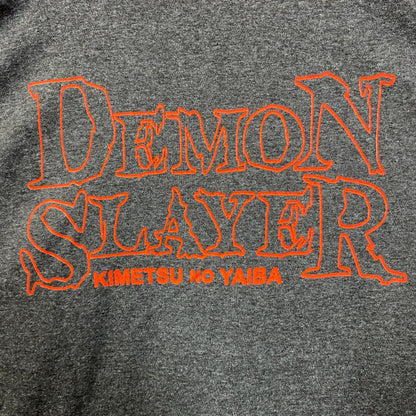 DEMON
SLAYER
KIMETSU NO YAIBA